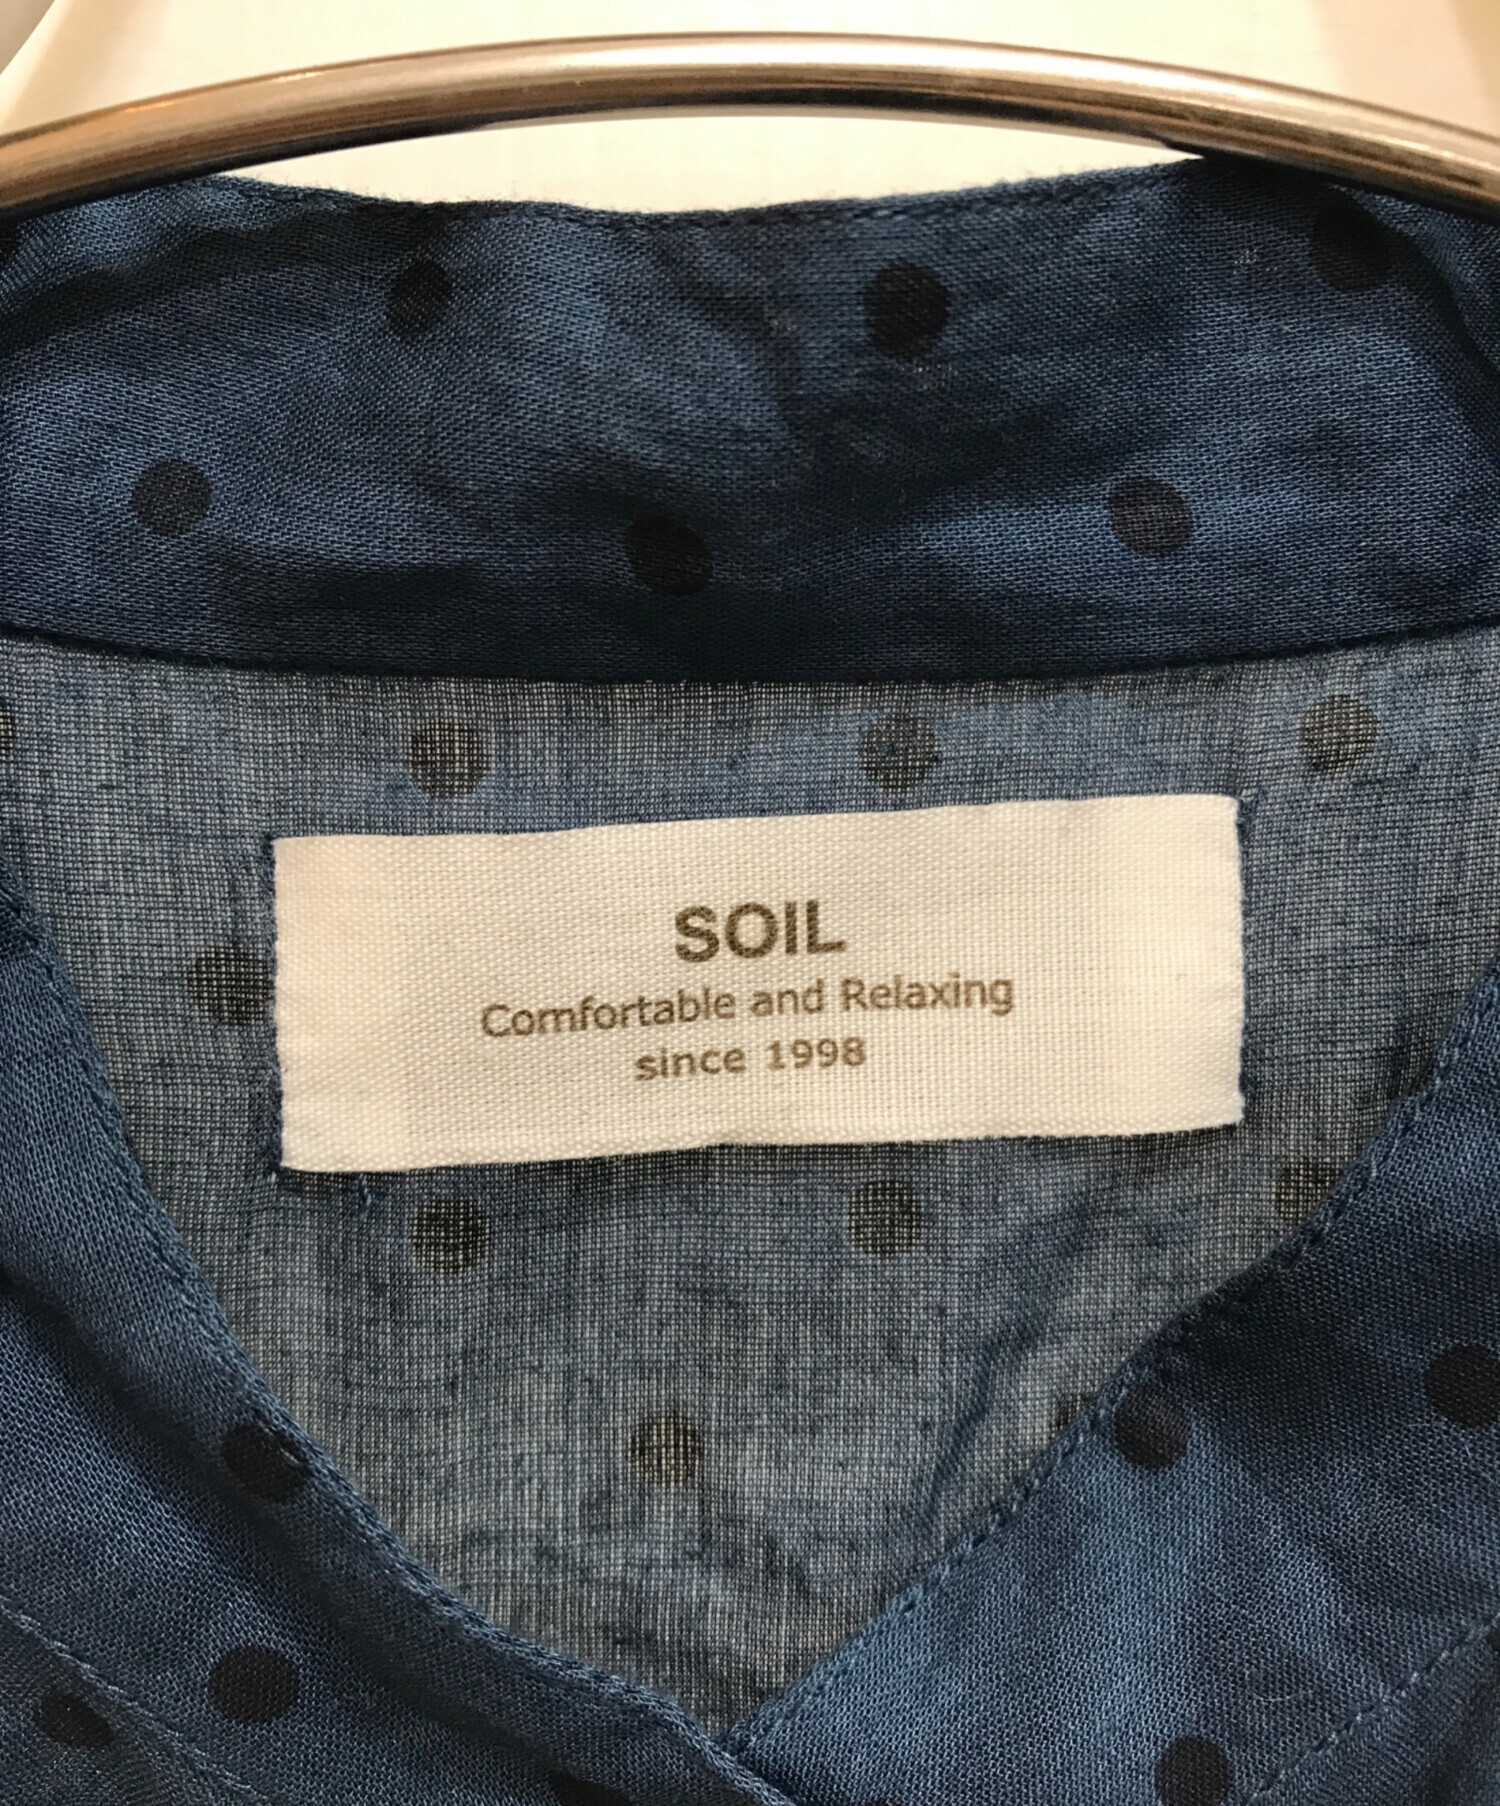 SOIL
Comfortable and Relaxing
since 1998